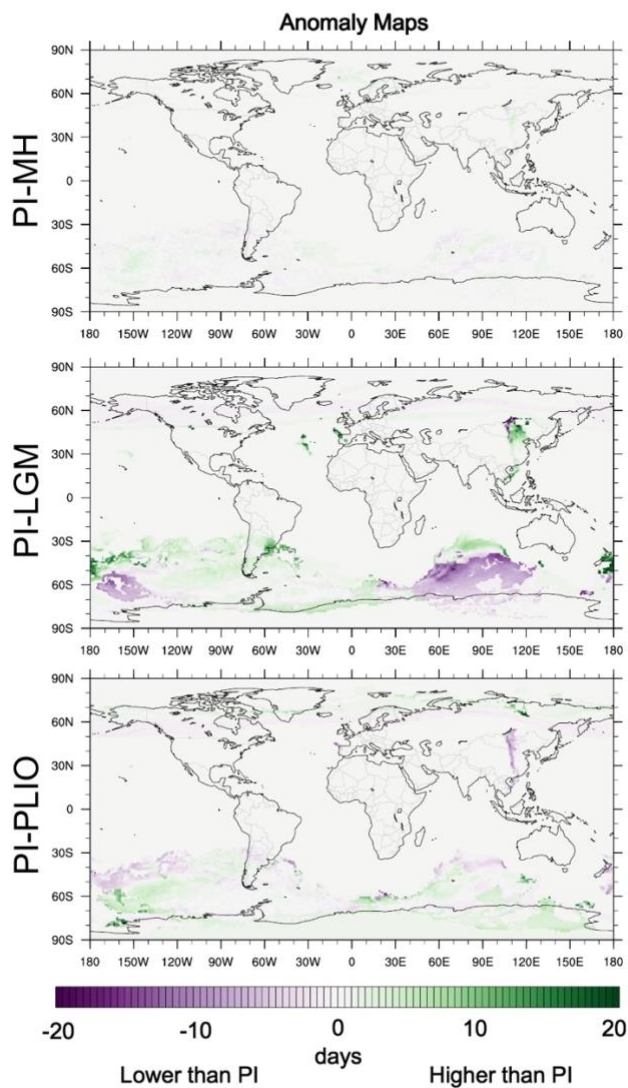 Anomaly Maps
PI-MH
90N
60N
30N
0
30S
60S
90S
180 150W 120W 90W 60W 30W 0 30E 60E 90E 120E 150E 180
PI-LGM
90N
60N
30N
0
30S
60S
90S
180 150W 120W 90W 60W 30W 0 30E 60E 90E 120E 150E 180
PI-PLIO
90N
60N
30N
0
30S
60S
90S
180 150W 120W 90W 60W 30W 0 30E 60E 90E 120E 150E 180
-20 -10 0 10 20
days
Lower than PI Higher than PI